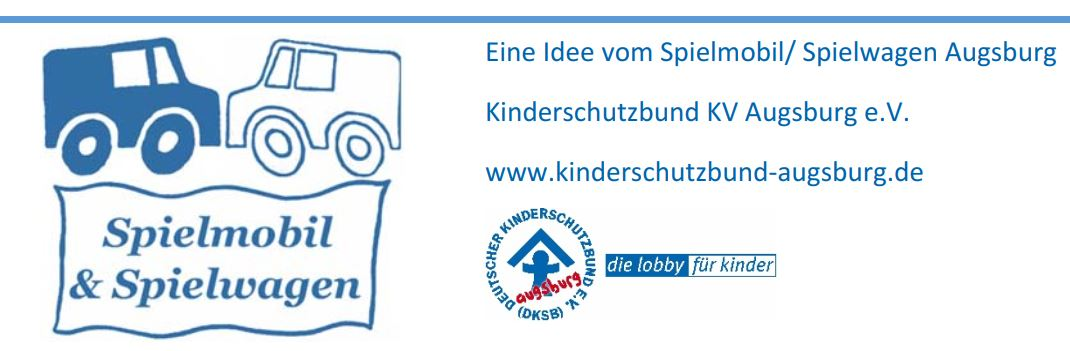 Eine Idee vom Spielmobil/ Spielwagen Augsburg
Kinderschutzbund KV Augsburg e.V.
www.kinderschutzbund-augsburg.de
Spielmobil
& Spielwagen
DEUTSCHER KINDERSCHUTZBUND E.V.
augsburg
(DKSB)
die lobby für kinder